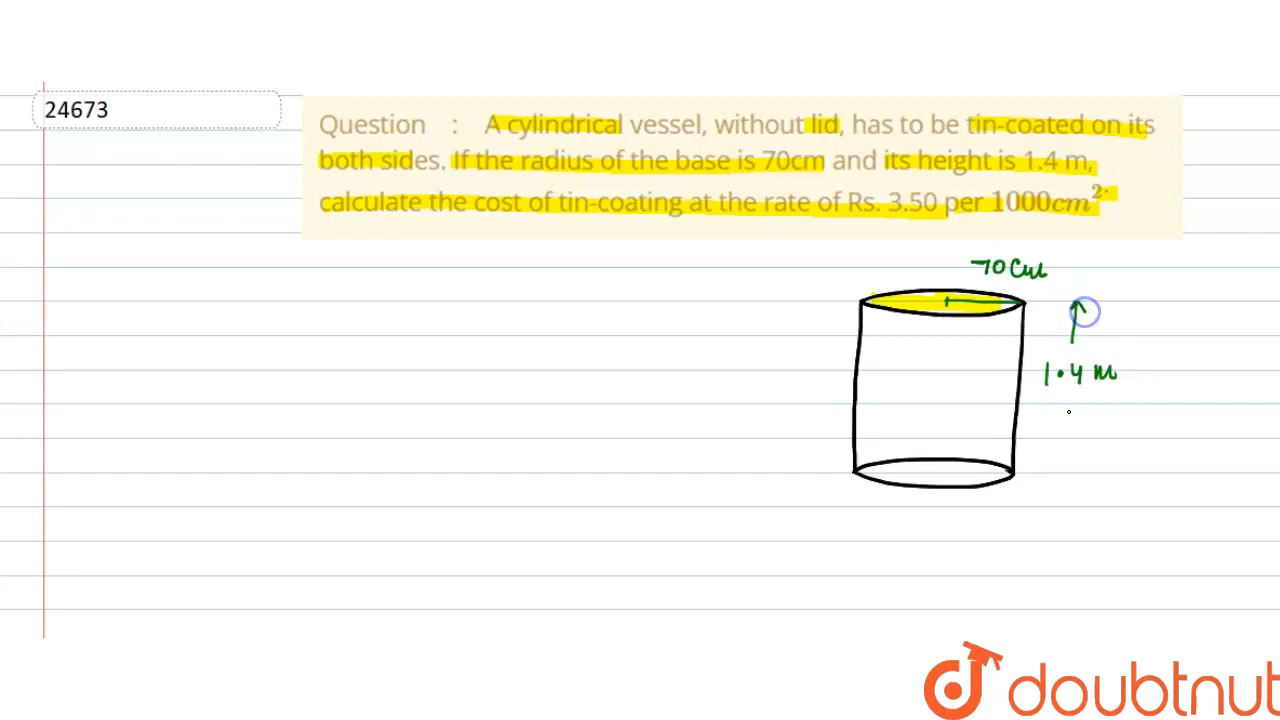 24673
Question : A cylindrical vessel, without lid, has to be tin-coated on its
both sides. If the radius of the base is 70cm and its height is 1.4 m,
calculate the cost of tin-coating at the rate of Rs. 3.50 per 1000cm².
70 cm
1.4 m
doubtnut